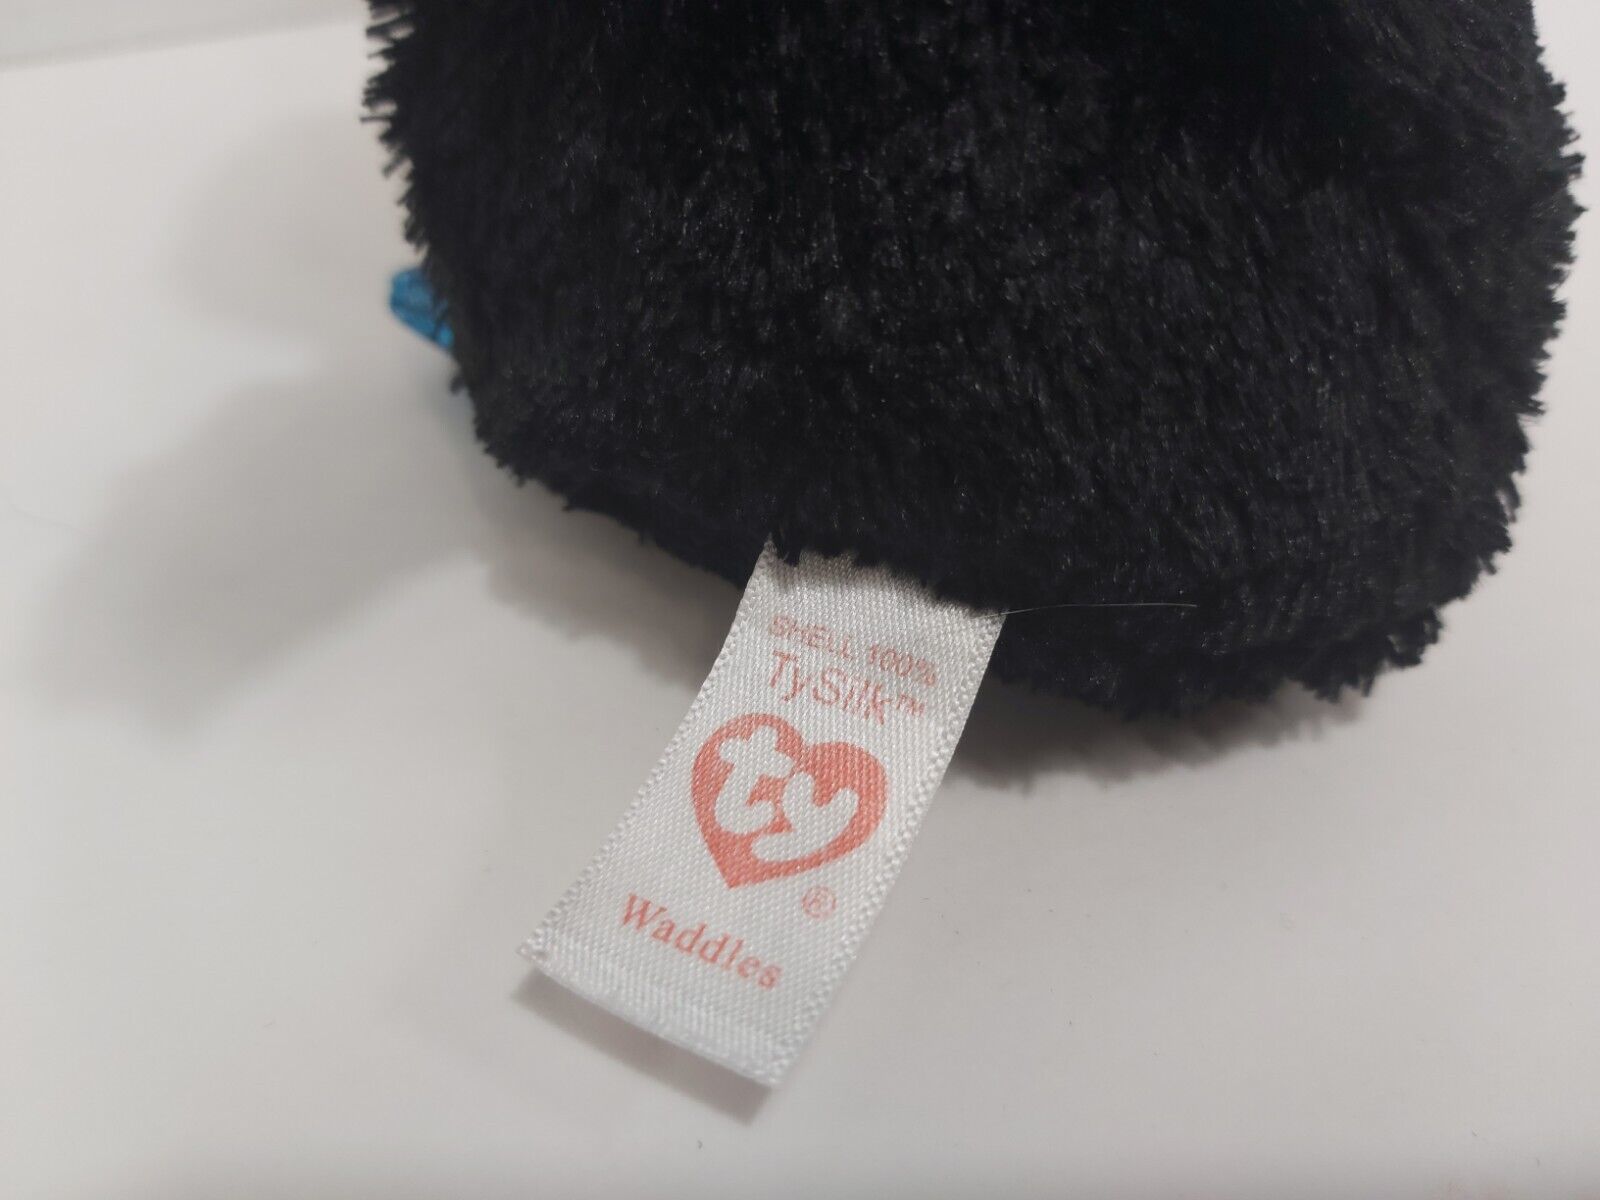 SHELL 100%
TySilk™
ty
®
Waddles